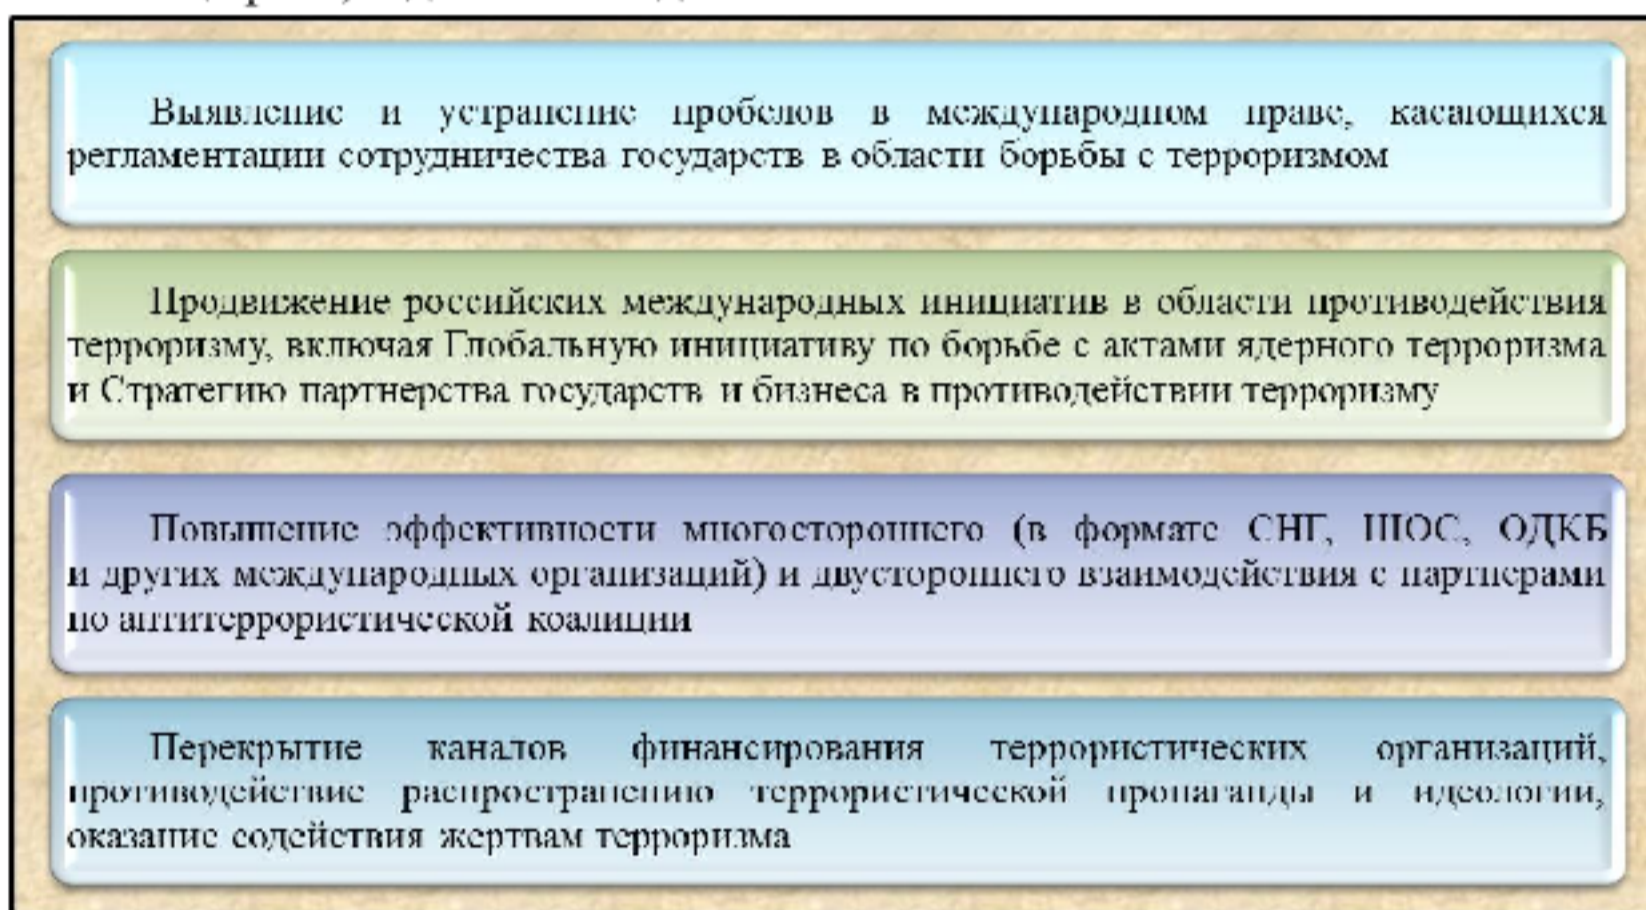 Выявление и устранение пробелов в международном праве, касающихся
регламентации сотрудничества государств в области борьбы с терроризмом
Продвижение российских международных инициатив в области противодействия
терроризму, включая Глобальную инициативу по борьбе с актами ядерного терроризма
и Стратегию партнерства государств и бизнеса в противодействии терроризму
Повышение эффективности многостороннего (в формате СНГ, ШОС, ОДКБ
и других международных организаций) и двустороннего взаимодействия с партнерами
по антитеррористической коалиции
Перекрытие каналов финансирования террористических организаций,
противодействие распространению террористической пропаганды и идеологии,
оказание содействия жертвам терроризма